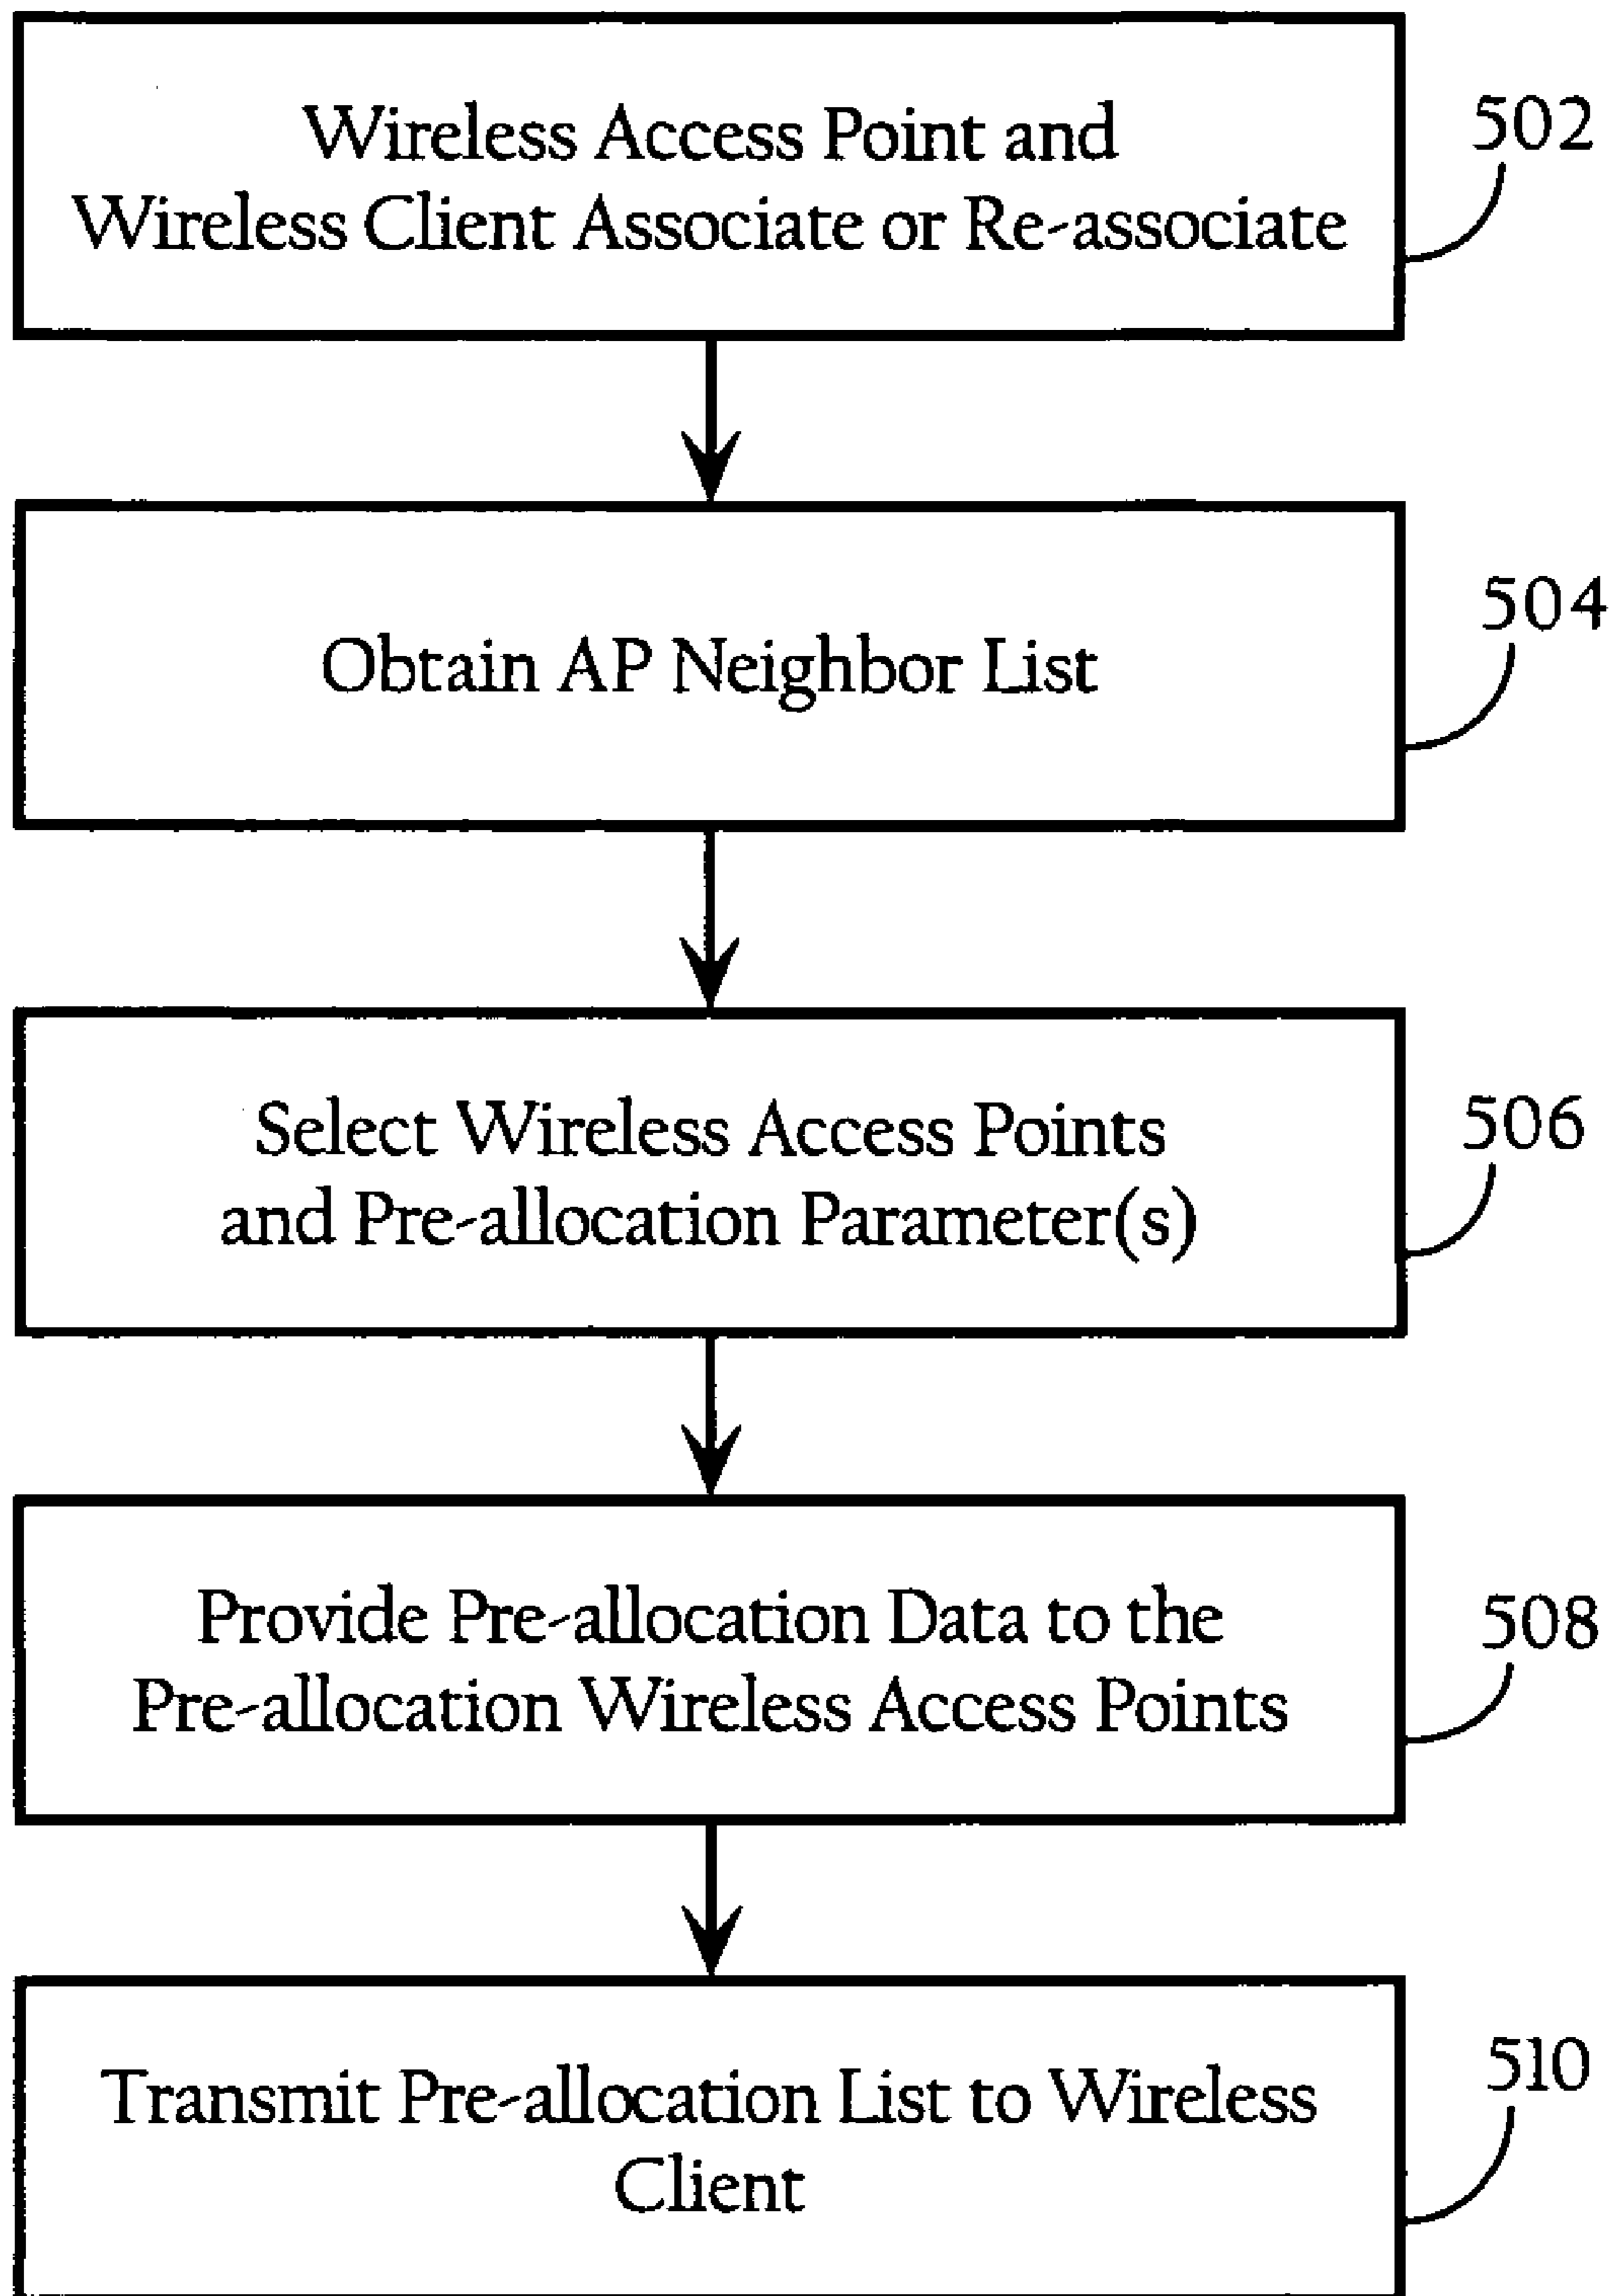 Wireless Access Point and
Wireless Client Associate or Re-associate
502
Obtain AP Neighbor List
504
Select Wireless Access Points
and Pre-allocation Parameter(s)
506
Provide Pre-allocation Data to the
Pre-allocation Wireless Access Points
508
Transmit Pre-allocation List to Wireless
Client
510